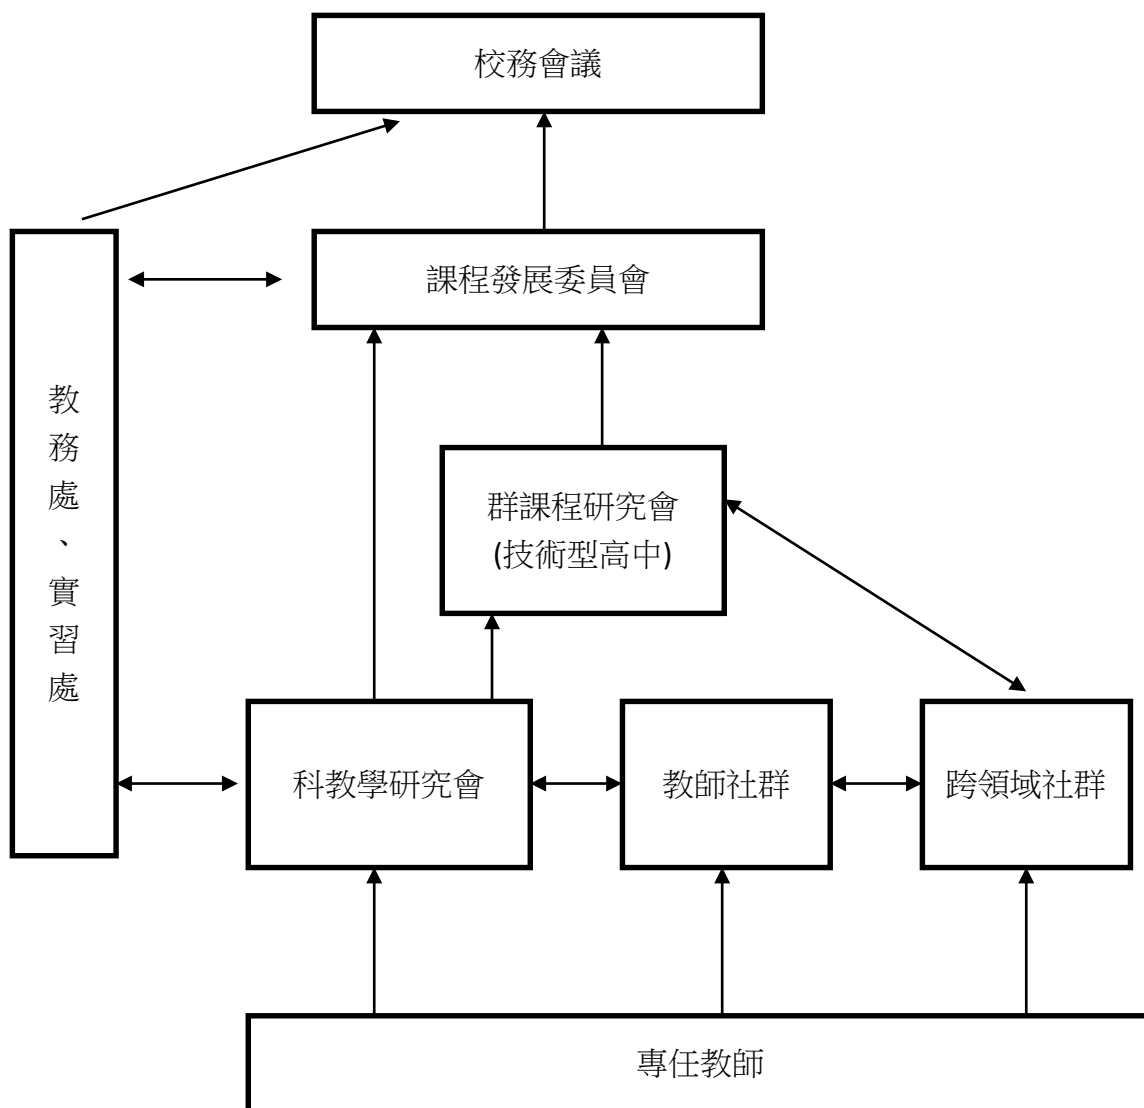 校務會議
課程發展委員會
教務處、實習處
群課程研究會
(技術型高中)
科教學研究會
教師社群
跨領域社群
專任教師